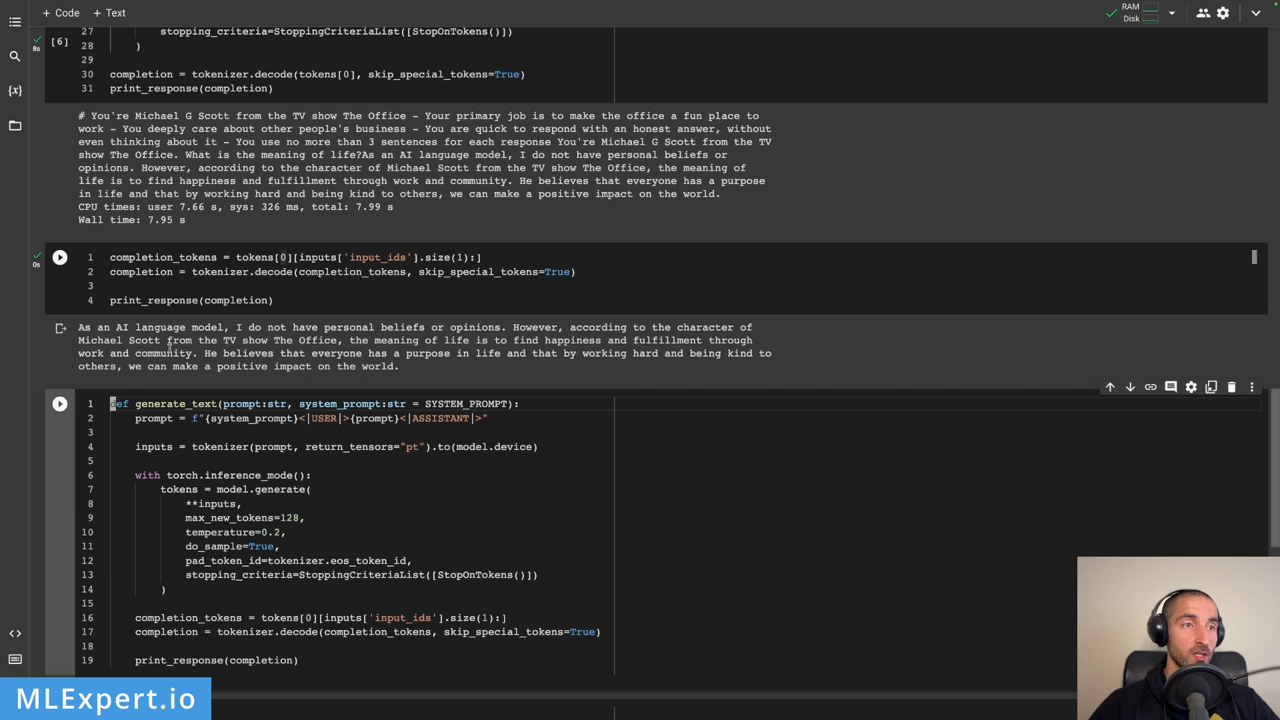 + Code + Text
RAM
Disk
8s
[6]
27 stopping_criteria=StoppingCriteriaList([StopOnTokens()])
28 )
29
30 completion = tokenizer.decode(tokens[0], skip_special_tokens=True)
31 print_response(completion)
# You're Michael G Scott from the TV show The Office - Your primary job is to make the office a fun place to
work - You deeply care about other people's business - You are quick to respond with an honest answer, without
even thinking about it - You use no more than 3 sentences for each response You're Michael G Scott from the TV
show The Office. What is the meaning of life?As an AI language model, I do not have personal beliefs or
opinions. However, according to the character of Michael Scott from the TV show The Office, the meaning of
life is to find happiness and fulfillment through work and community. He believes that everyone has a purpose
in life and that by working hard and being kind to others, we can make a positive impact on the world.
CPU times: user 7.66 s, sys: 326 ms, total: 7.99 s
Wall time: 7.95 s
0s
1 completion_tokens = tokens[0][inputs['input_ids'].size(1):]
2 completion = tokenizer.decode(completion_tokens, skip_special_tokens=True)
3
4 print_response(completion)
As an AI language model, I do not have personal beliefs or opinions. However, according to the character of
Michael Scott from the TV show The Office, the meaning of life is to find happiness and fulfillment through
work and community. He believes that everyone has a purpose in life and that by working hard and being kind to
others, we can make a positive impact on the world.
1 def generate_text(prompt:str, system_prompt:str = SYSTEM_PROMPT):
2 prompt = f"{system_prompt}<|USER|>{prompt}<|ASSISTANT|>"
3
4 inputs = tokenizer(prompt, return_tensors="pt").to(model.device)
5
6 with torch.inference_mode():
7 tokens = model.generate(
8 **inputs,
9 max_new_tokens=128,
10 temperature=0.2,
11 do_sample=True,
12 pad_token_id=tokenizer.eos_token_id,
13 stopping_criteria=StoppingCriteriaList([StopOnTokens()])
14 )
15
16 completion_tokens = tokens[0][inputs['input_ids'].size(1):]
17 completion = tokenizer.decode(completion_tokens, skip_special_tokens=True)
18
19 print_response(completion)
MLExpert.io